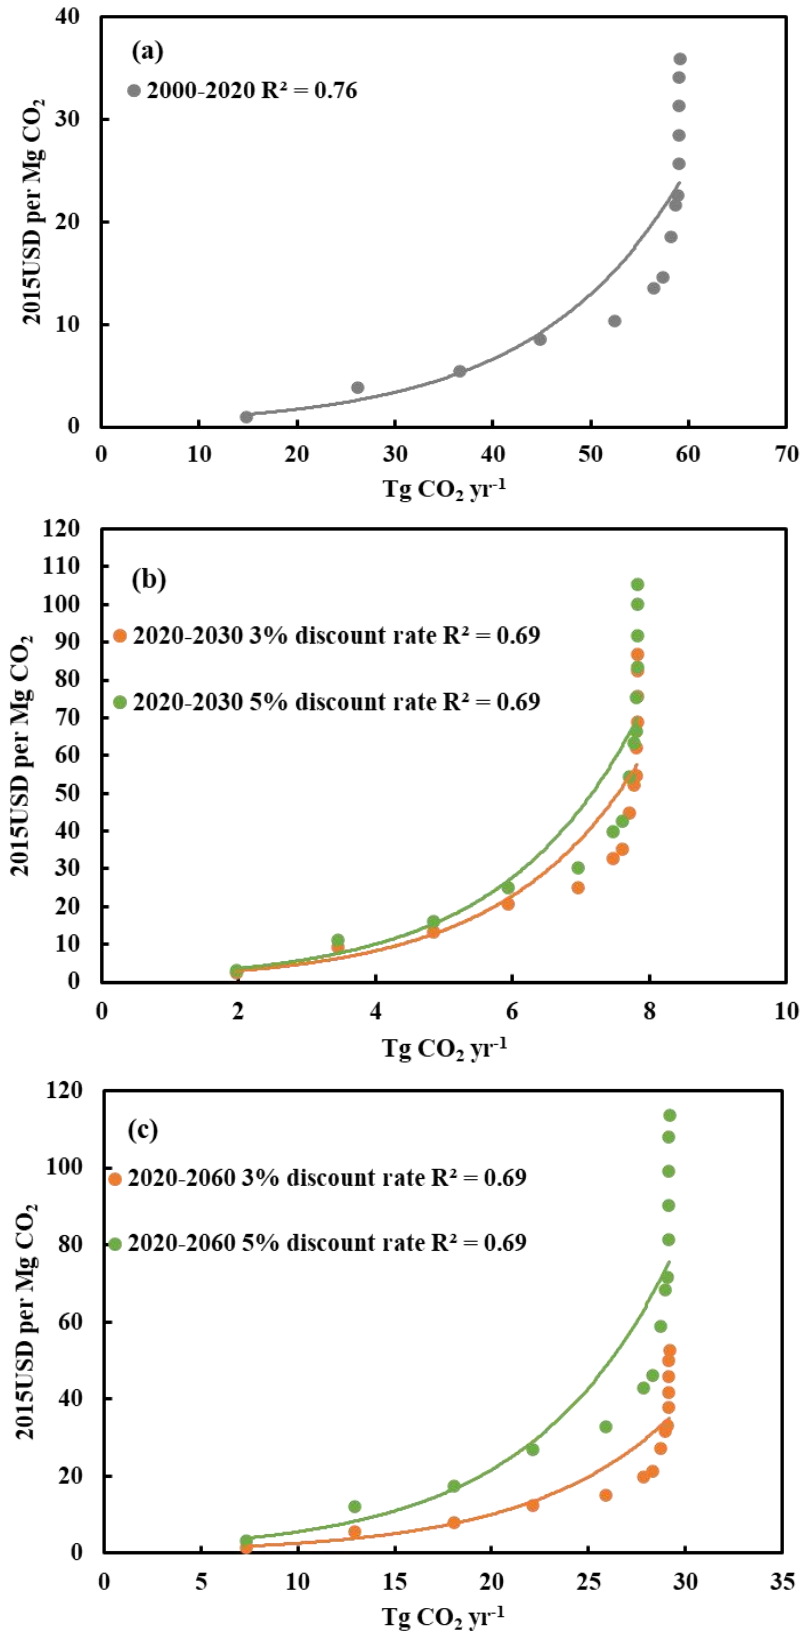 (a)
2000-2020 R² = 0.76
2015USD per Mg CO₂
40
30
20
10
0
0 10 20 30 40 50 60 70
Tg CO₂ yr⁻¹
(b)
2020-2030 3% discount rate R² = 0.69
2020-2030 5% discount rate R² = 0.69
2015USD per Mg CO₂
120
110
100
90
80
70
60
50
40
30
20
10
0
0 2 4 6 8 10
Tg CO₂ yr⁻¹
(c)
2020-2060 3% discount rate R² = 0.69
2020-2060 5% discount rate R² = 0.69
2015USD per Mg CO₂
120
100
80
60
40
20
0
0 5 10 15 20 25 30 35
Tg CO₂ yr⁻¹